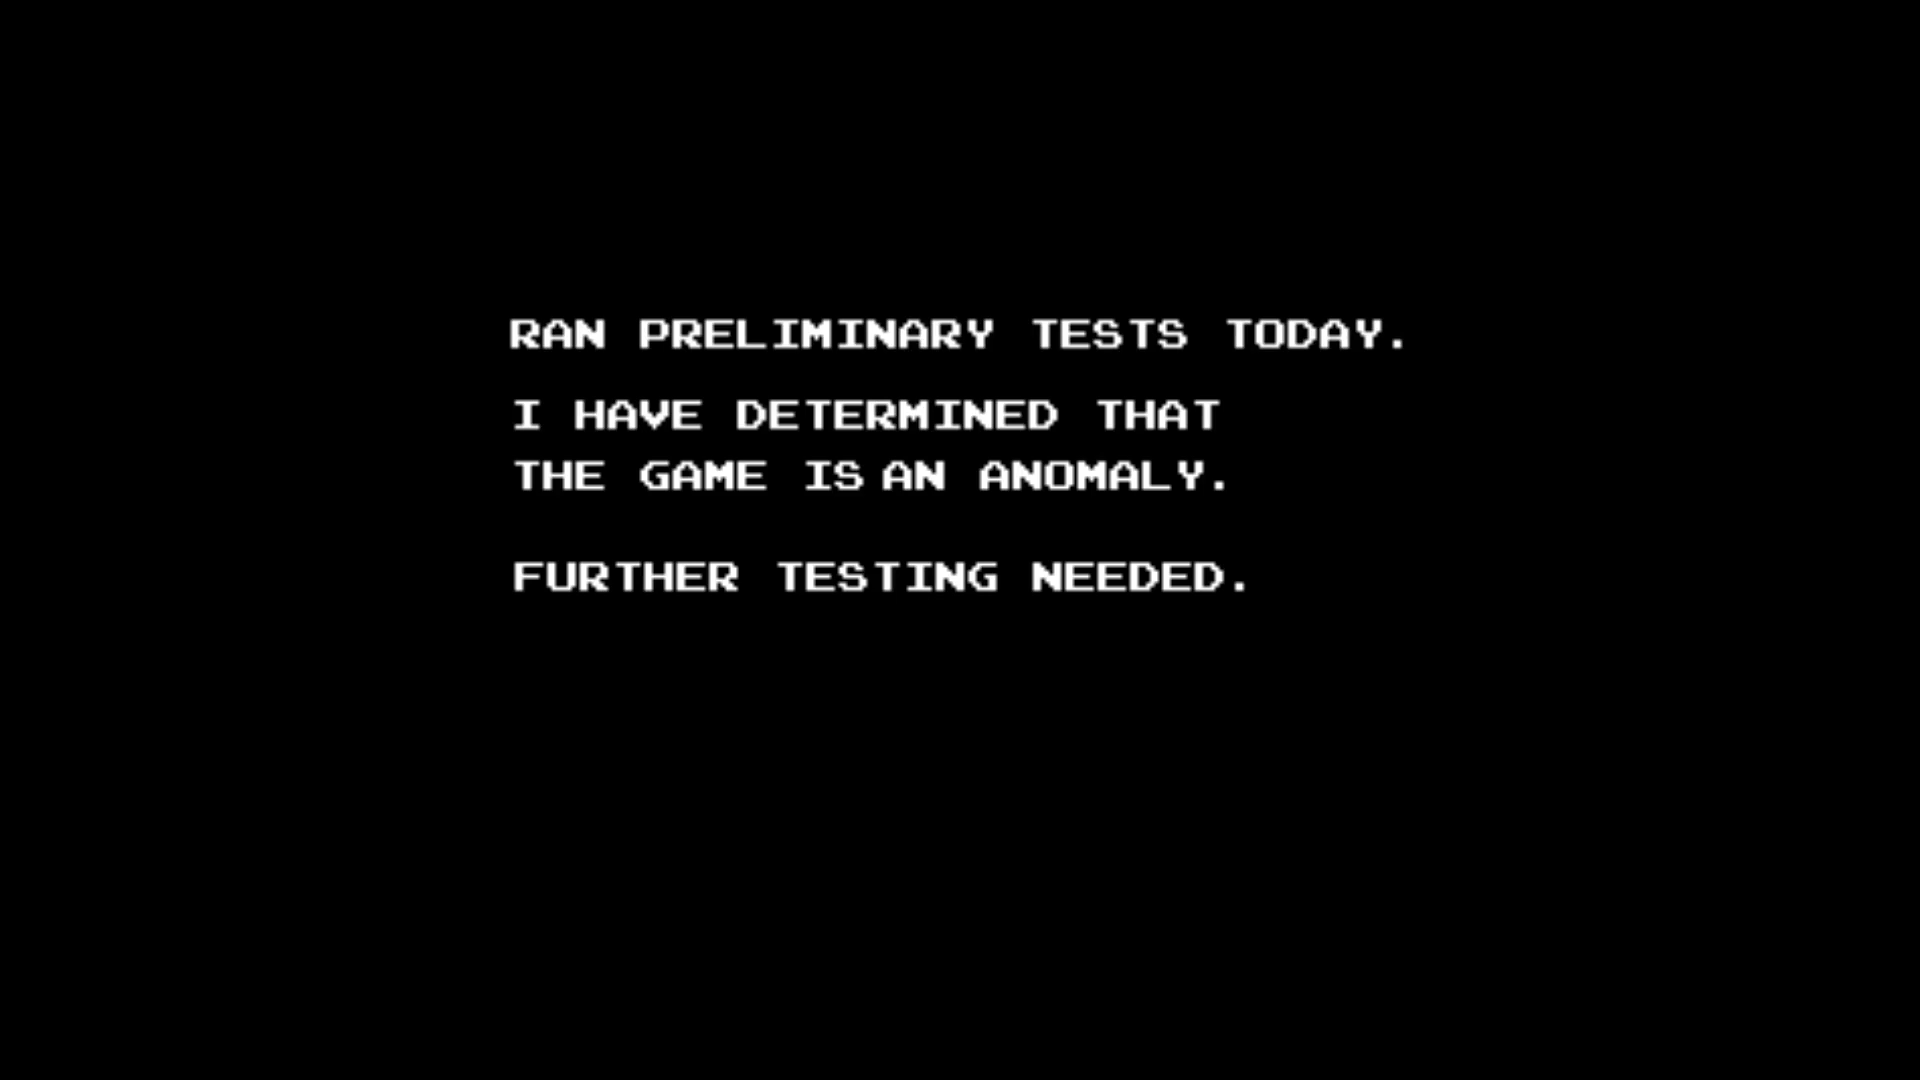 RAN PRELIMINARY TESTS TODAY.
I HAVE DETERMINED THAT
THE GAME IS AN ANOMALY.
FURTHER TESTING NEEDED.